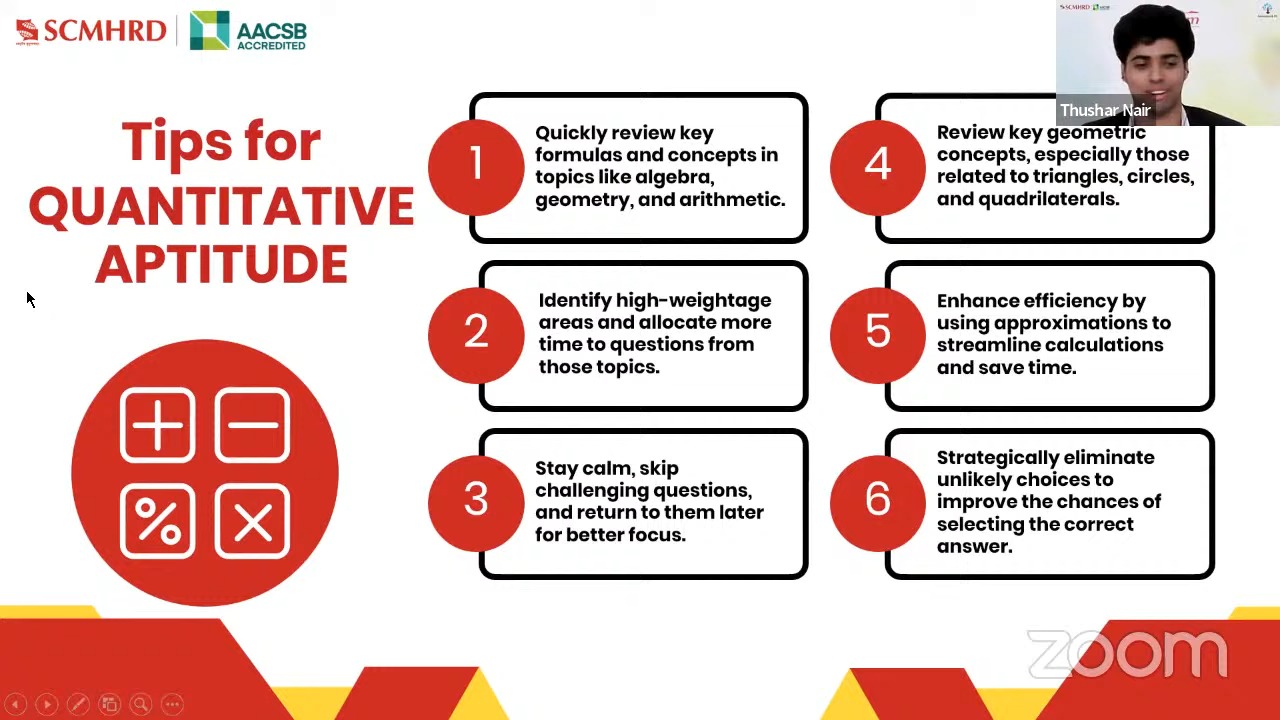 SCMHRD
AACSB
ACCREDITED
SCMHRD
Thushar Nair
Tips for
QUANTITATIVE
APTITUDE
1
Quickly review key
formulas and concepts in
topics like algebra,
geometry, and arithmetic.
2
Identify high-weightage
areas and allocate more
time to questions from
those topics.
3
Stay calm, skip
challenging questions,
and return to them later
for better focus.
4
Review key geometric
concepts, especially those
related to triangles, circles,
and quadrilaterals.
5
Enhance efficiency by
using approximations to
streamline calculations
and save time.
6
Strategically eliminate
unlikely choices to
improve the chances of
selecting the correct
answer.
zoom